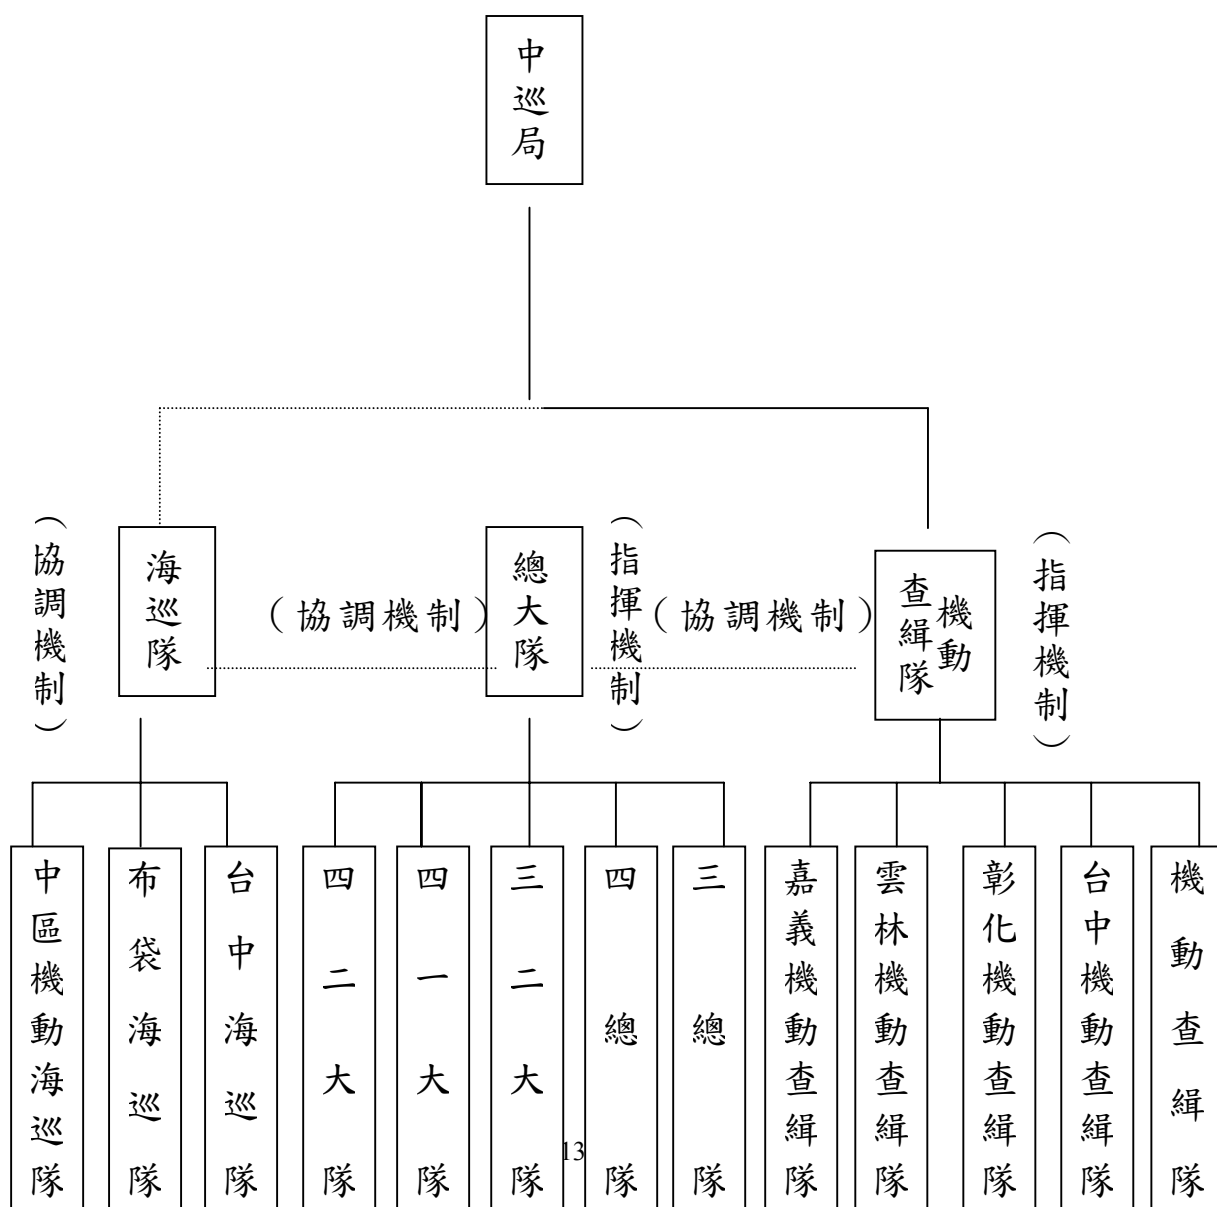 中巡局
（協調機制）
海巡隊
（協調機制）
總大隊
（指揮機制）
（協調機制）
機動
查緝隊
（指揮機制）
中區機動海巡隊
布袋海巡隊
台中海巡隊
四二大隊
四一大隊
三二大隊
四總隊
三總隊
嘉義機動查緝隊
雲林機動查緝隊
彰化機動查緝隊
台中機動查緝隊
機動查緝隊
13